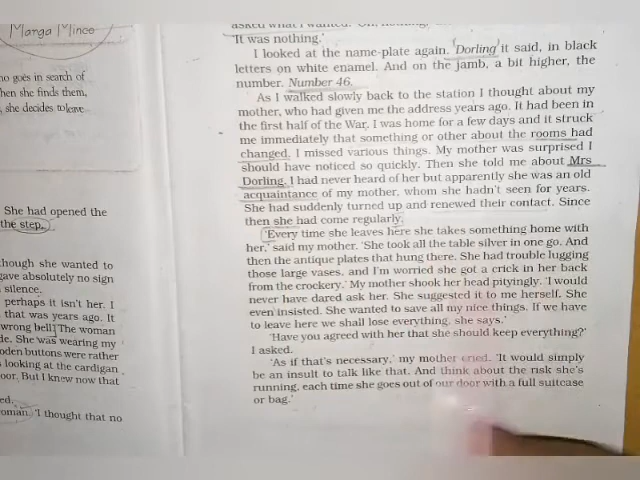 Marga Minco
ho goes in search of
hen she finds them,
, she decides to leave
She had opened the
the step.
though she wanted to
gave absolutely no sign
silence.
perhaps it isn't her. I
that was years ago. It
wrong bell] The woman
de. She was wearing my
oden buttons were rather
looking at the cardigan
oor. But I knew now that
ed.
oman. 'I thought that no
asked what I wanted.
'It was nothing.'
I looked at the name-plate again. 'Dorling' it said, in black
letters on white enamel. And on the jamb, a bit higher, the
number. Number 46.
As I walked slowly back to the station I thought about my
mother, who had given me the address years ago. It had been in
the first half of the War. I was home for a few days and it struck
me immediately that something or other about the rooms had
changed. I missed various things. My mother was surprised I
should have noticed so quickly. Then she told me about Mrs
Dorling. I had never heard of her but apparently she was an old
acquaintance of my mother, whom she hadn't seen for years.
She had suddenly turned up and renewed their contact. Since
then she had come regularly.
'Every time she leaves here she takes something home with
her,' said my mother. 'She took all the table silver in one go. And
then the antique plates that hung there. She had trouble lugging
those large vases, and I'm worried she got a crick in her back
from the crockery.' My mother shook her head pityingly. 'I would
never have dared ask her. She suggested it to me herself. She
even insisted. She wanted to save all my nice things. If we have
to leave here we shall lose everything, she says.'
'Have you agreed with her that she should keep everything?'
I asked.
'As if that's necessary,' my mother cried. 'It would simply
be an insult to talk like that. And think about the risk she's
running, each time she goes out of our door with a full suitcase
or bag.'